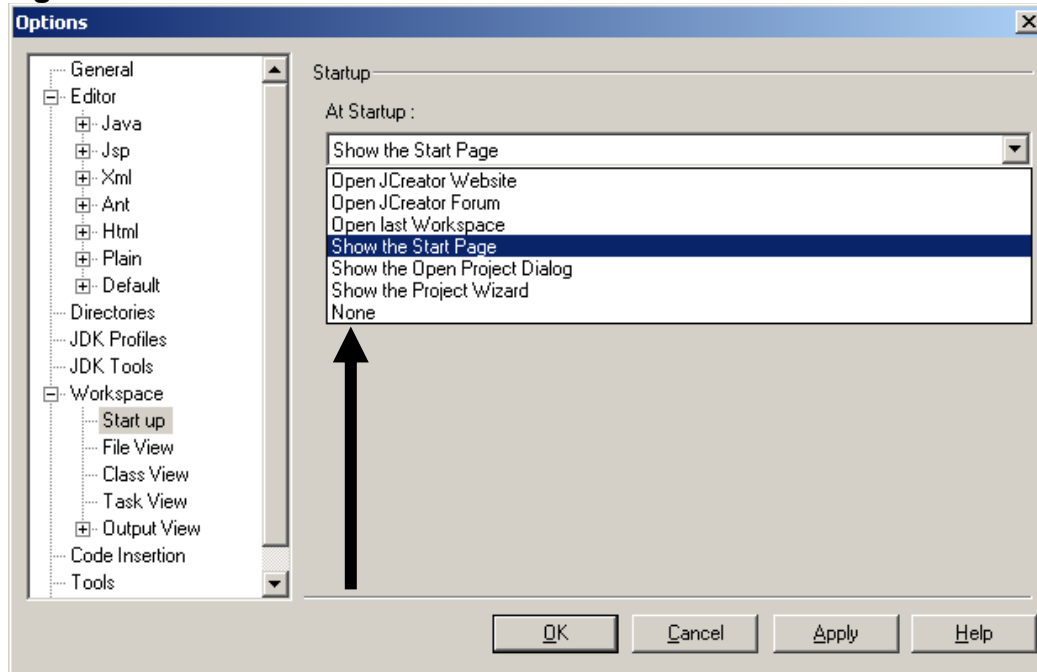 Options
General
Editor
Java
Jsp
Xml
Ant
Html
Plain
Default
Directories
JDK Profiles
JDK Tools
Workspace
Start up
File View
Class View
Task View
Output View
Code Insertion
Tools
Startup
At Startup :
Show the Start Page
Open JCreator Website
Open JCreator Forum
Open last Workspace
Show the Start Page
Show the Open Project Dialog
Show the Project Wizard
None
OK Cancel Apply Help